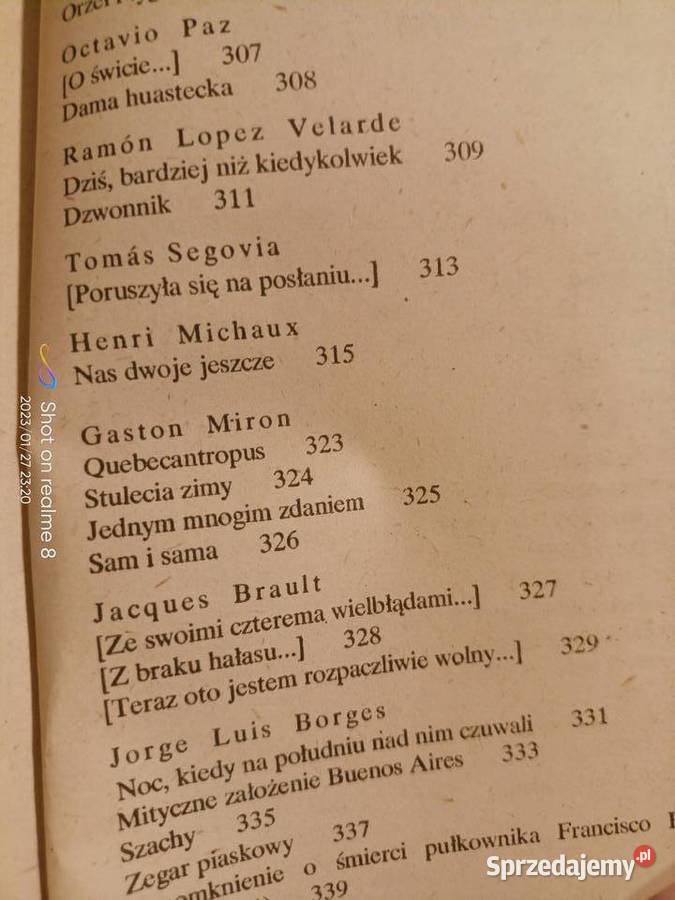 Octavio Paz
[O świcie...] 307
Dama huastecka 308
Ramón Lopez Velarde
Dziś, bardziej niż kiedykolwiek 309
Dzwonnik 311
Tomás Segovia
[Poruszyła się na posłaniu...] 313
Henri Michaux
Nas dwoje jeszcze 315
Gaston Miron
Quebecantropus 323
Stulecia zimy 324
Jednym mnogim zdaniem 325
Sam i sama 326
Jacques Brault
[Ze swoimi czterema wielbłądami...] 327
[Z braku hałasu...] 328
[Teraz oto jestem rozpaczliwie wolny...] 329
Jorge Luis Borges
Noc, kiedy na południu nad nim czuwali 331
Mityczne założenie Buenos Aires 333
Szachy 335
Zegar piaskowy 337
omknienie o śmierci pułkownika Francisco
339
Shot on realme 8
2023/01/27 23:20
Sprzedajemy.pl